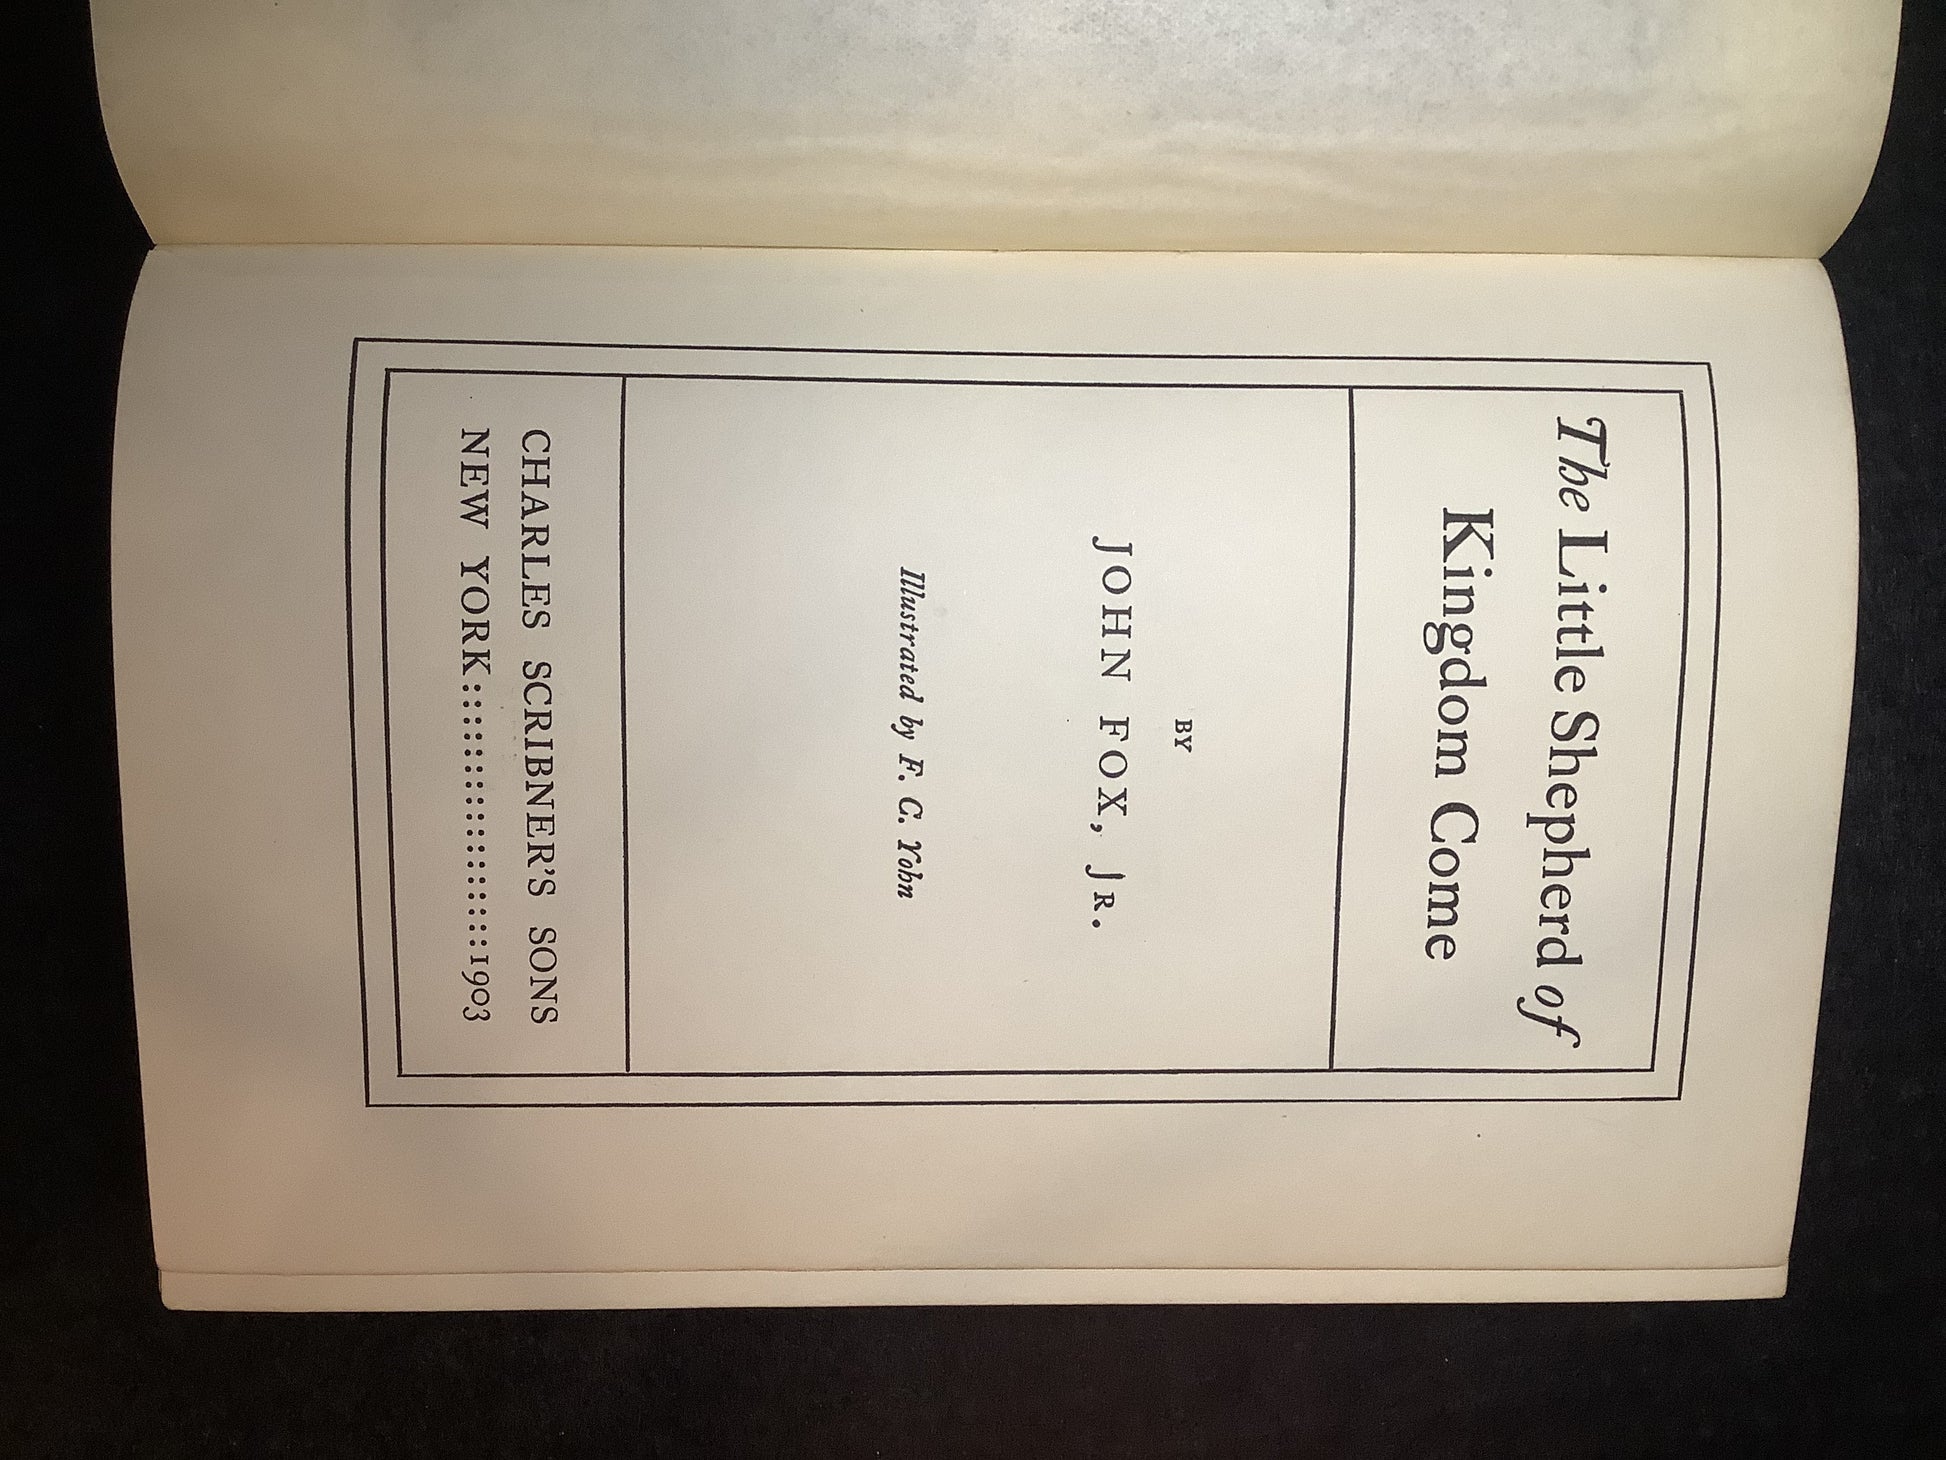 The Little Shepherd of
Kingdom Come
BY
JOHN FOX, JR.
Illustrated by F. C. Yohn
CHARLES SCRIBNER'S SONS
NEW YORK::::::::::::::::::1903